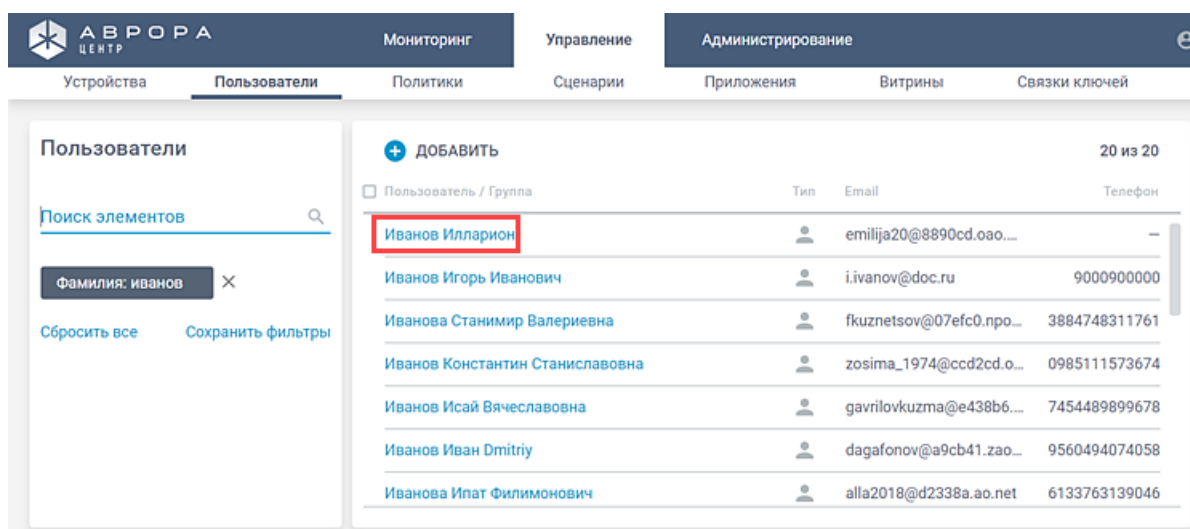 АВРОРА
ЦЕНТР
Мониторинг Управление Администрирование
Устройства Пользователи Политики Сценарии Приложения Витрины Связки ключей
Пользователи
Поиск элементов
Фамилия: иванов ✕
Сбросить все Сохранить фильтры
ДОБАВИТЬ 20 из 20
Пользователь / Группа Тип Email Телефон
Иванов Илларион emilija20@8890cd.oao.... –
Иванов Игорь Иванович i.ivanov@doc.ru 9000900000
Иванова Станимир Валериевна fkuznetsov@07efc0.npo... 3884748311761
Иванов Константин Станиславовна zosima_1974@ccd2cd.o... 0985111573674
Иванов Исай Вячеславовна gavrilovkuzma@e438b6.... 7454489899678
Иванов Иван Dmitriy dagafonov@a9cb41.zao... 9560494074058
Иванова Ипат Филимонович alla2018@d2338a.ao.net 6133763139046